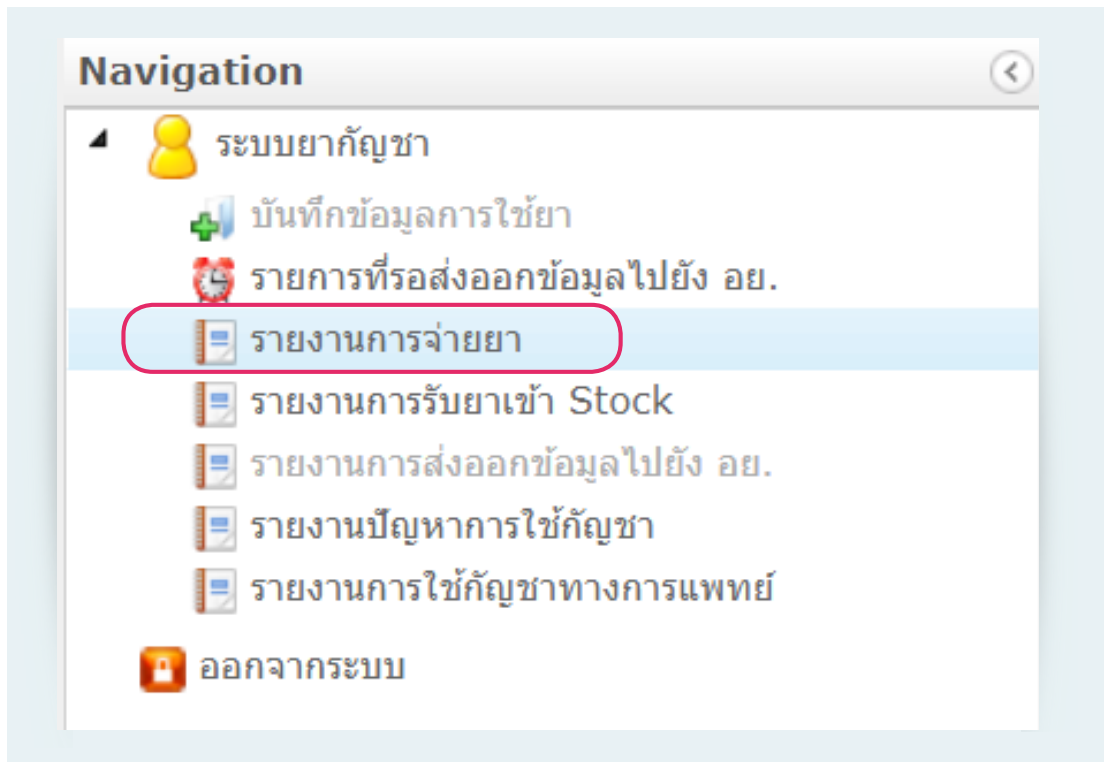 Navigation
ระบบยากัญชา
บันทึกข้อมูลการใช้ยา
รายการที่รอส่งออกข้อมูลไปยัง อย.
รายงานการจ่ายยา
รายงานการรับยาเข้า Stock
รายงานการส่งออกข้อมูลไปยัง อย.
รายงานปัญหาการใช้กัญชา
รายงานการใช้กัญชาทางการแพทย์
ออกจากระบบ